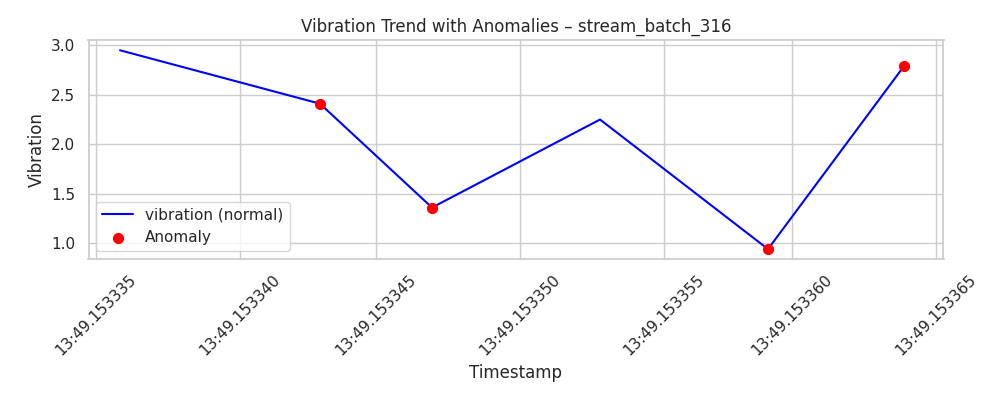 Vibration Trend with Anomalies – stream_batch_316
3.0
2.5
2.0
1.5
1.0
Vibration
vibration (normal)
Anomaly
13:49.153335
13:49.153340
13:49.153345
13:49.153350
13:49.153355
13:49.153360
13:49.153365
Timestamp